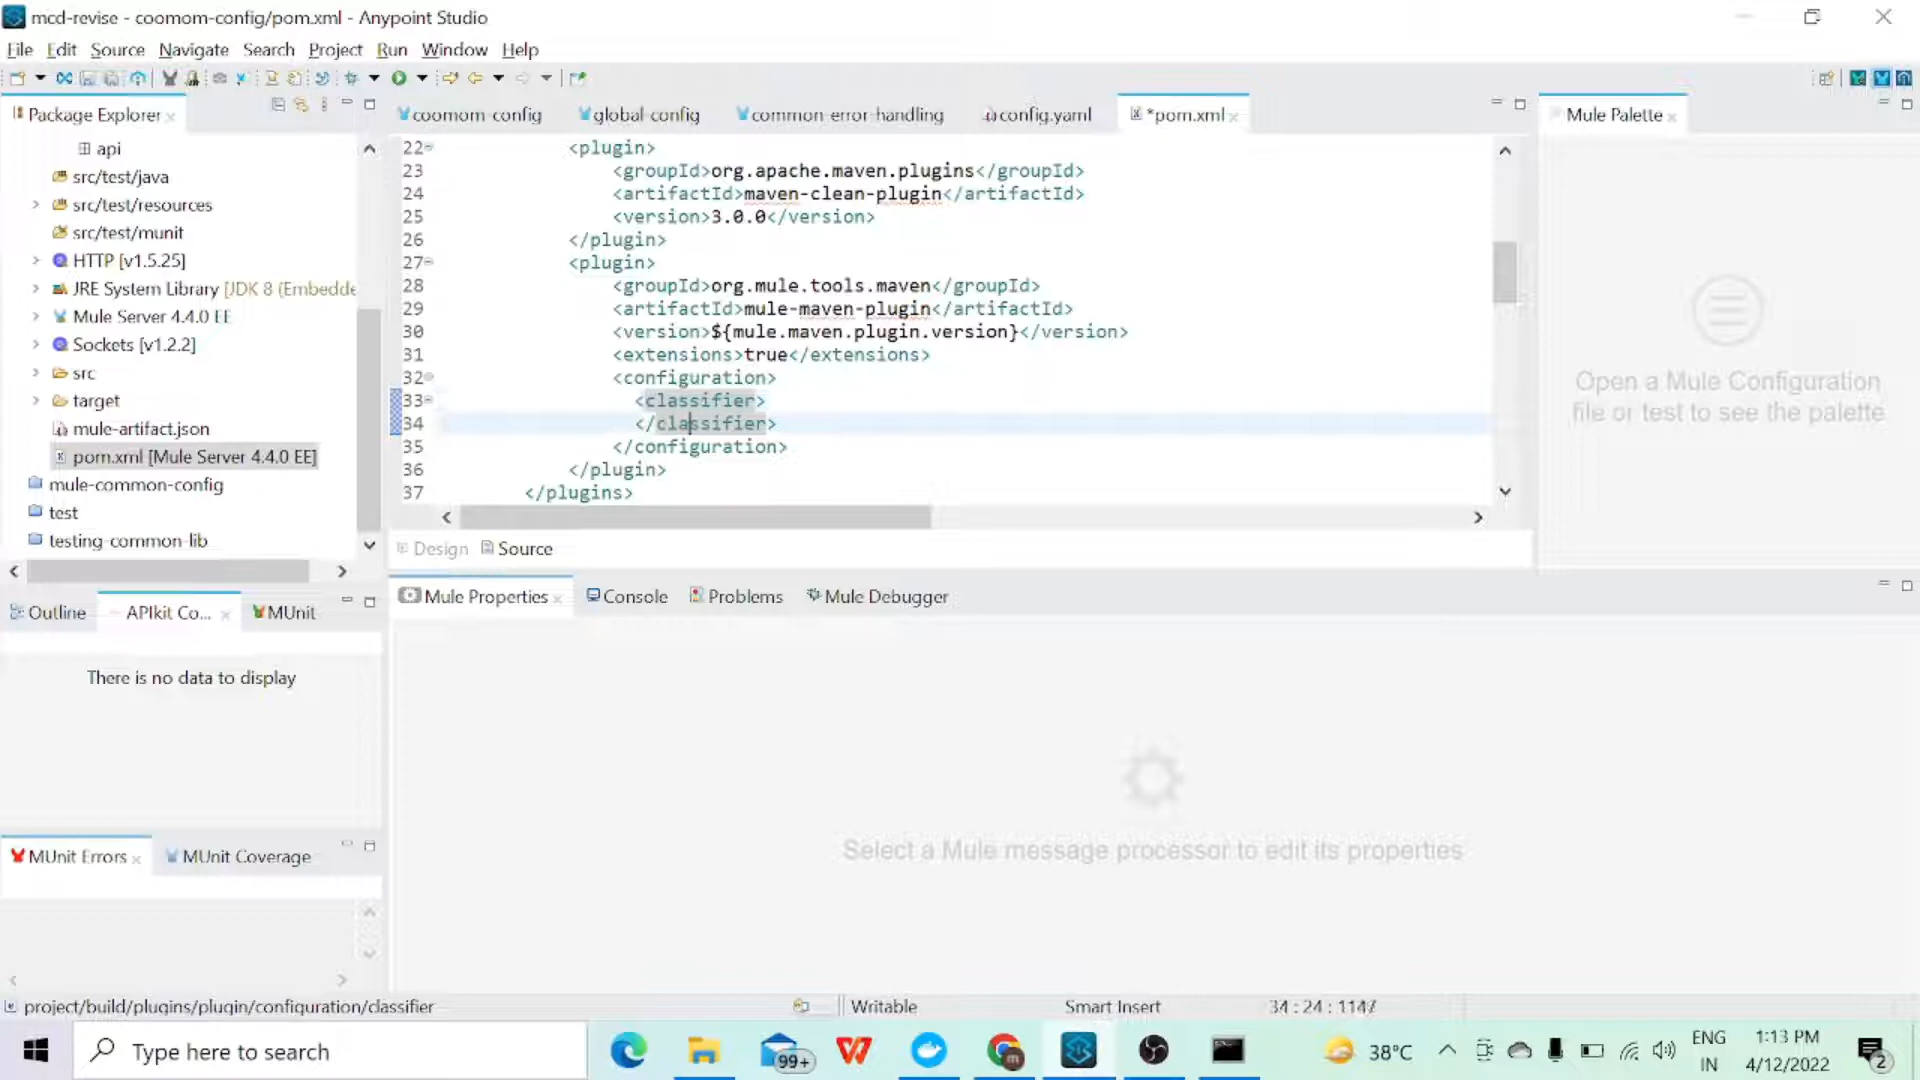 mcd-revise - coomom-config/pom.xml - Anypoint Studio
File Edit Source Navigate Search Project Run Window Help
Package Explorer
api
src/test/java
src/test/resources
src/test/munit
HTTP [v1.5.25]
JRE System Library [JDK 8 (Embedde
Mule Server 4.4.0 EE
Sockets [v1.2.2]
src
target
mule-artifact.json
pom.xml [Mule Server 4.4.0 EE]
mule-common-config
test
testing-common-lib
coomom-config global-config common-error-handling config.yaml *pom.xml
22 <plugin>
23 <groupId>org.apache.maven.plugins</groupId>
24 <artifactId>maven-clean-plugin</artifactId>
25 <version>3.0.0</version>
26 </plugin>
27 <plugin>
28 <groupId>org.mule.tools.maven</groupId>
29 <artifactId>mule-maven-plugin</artifactId>
30 <version>${mule.maven.plugin.version}</version>
31 <extensions>true</extensions>
32 <configuration>
33 <classifier>
34 </classifier>
35 </configuration>
36 </plugin>
37 </plugins>
Design Source
Mule Palette
Open a Mule Configuration
file or test to see the palette
Outline APIkit Co... MUnit
There is no data to display
MUnit Errors MUnit Coverage
Mule Properties Console Problems Mule Debugger
Select a Mule message processor to edit its properties
project/build/plugins/plugin/configuration/classifier Writable Smart Insert 34 : 24 : 1147
Type here to search
99+
m
38°C
ENG
IN
1:13 PM
4/12/2022
2